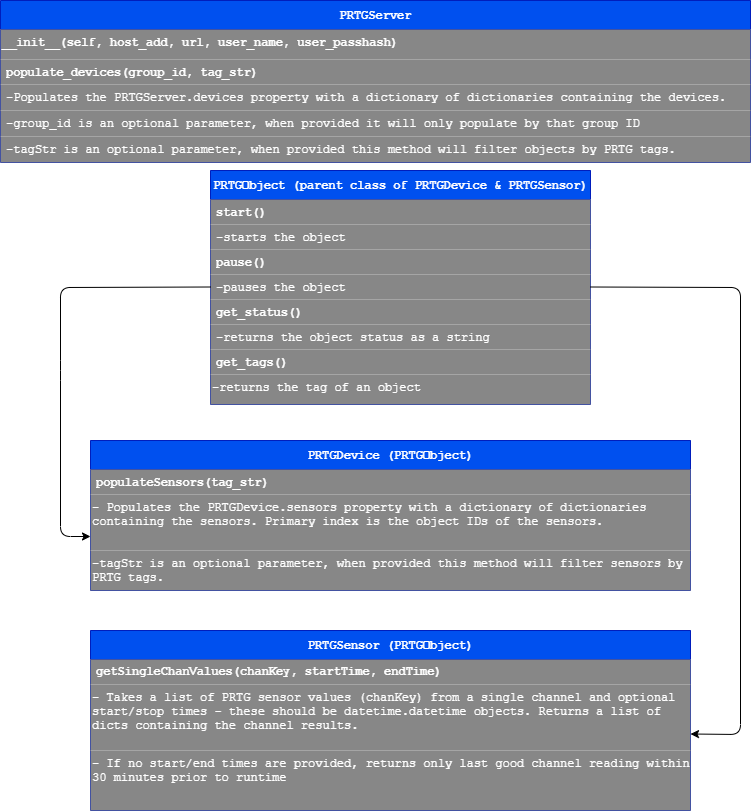 PRTGServer
__init__(self, host_add, url, user_name, user_passhash)
populate_devices(group_id, tag_str)
-Populates the PRTGServer.devices property with a dictionary of dictionaries containing the devices.
-group_id is an optional parameter, when provided it will only populate by that group ID
-tagStr is an optional parameter, when provided this method will filter objects by PRTG tags.
PRTGObject (parent class of PRTGDevice & PRTGSensor)
start()
-starts the object
pause()
-pauses the object
get_status()
-returns the object status as a string
get_tags()
-returns the tag of an object
PRTGDevice (PRTGObject)
populateSensors(tag_str)
- Populates the PRTGDevice.sensors property with a dictionary of dictionaries
containing the sensors. Primary index is the object IDs of the sensors.
-tagStr is an optional parameter, when provided this method will filter sensors by
PRTG tags.
PRTGSensor (PRTGObject)
getSingleChanValues(chanKey, startTime, endTime)
- Takes a list of PRTG sensor values (chanKey) from a single channel and optional
start/stop times - these should be datetime.datetime objects. Returns a list of
dicts containing the channel results.
- If no start/end times are provided, returns only last good channel reading within
30 minutes prior to runtime